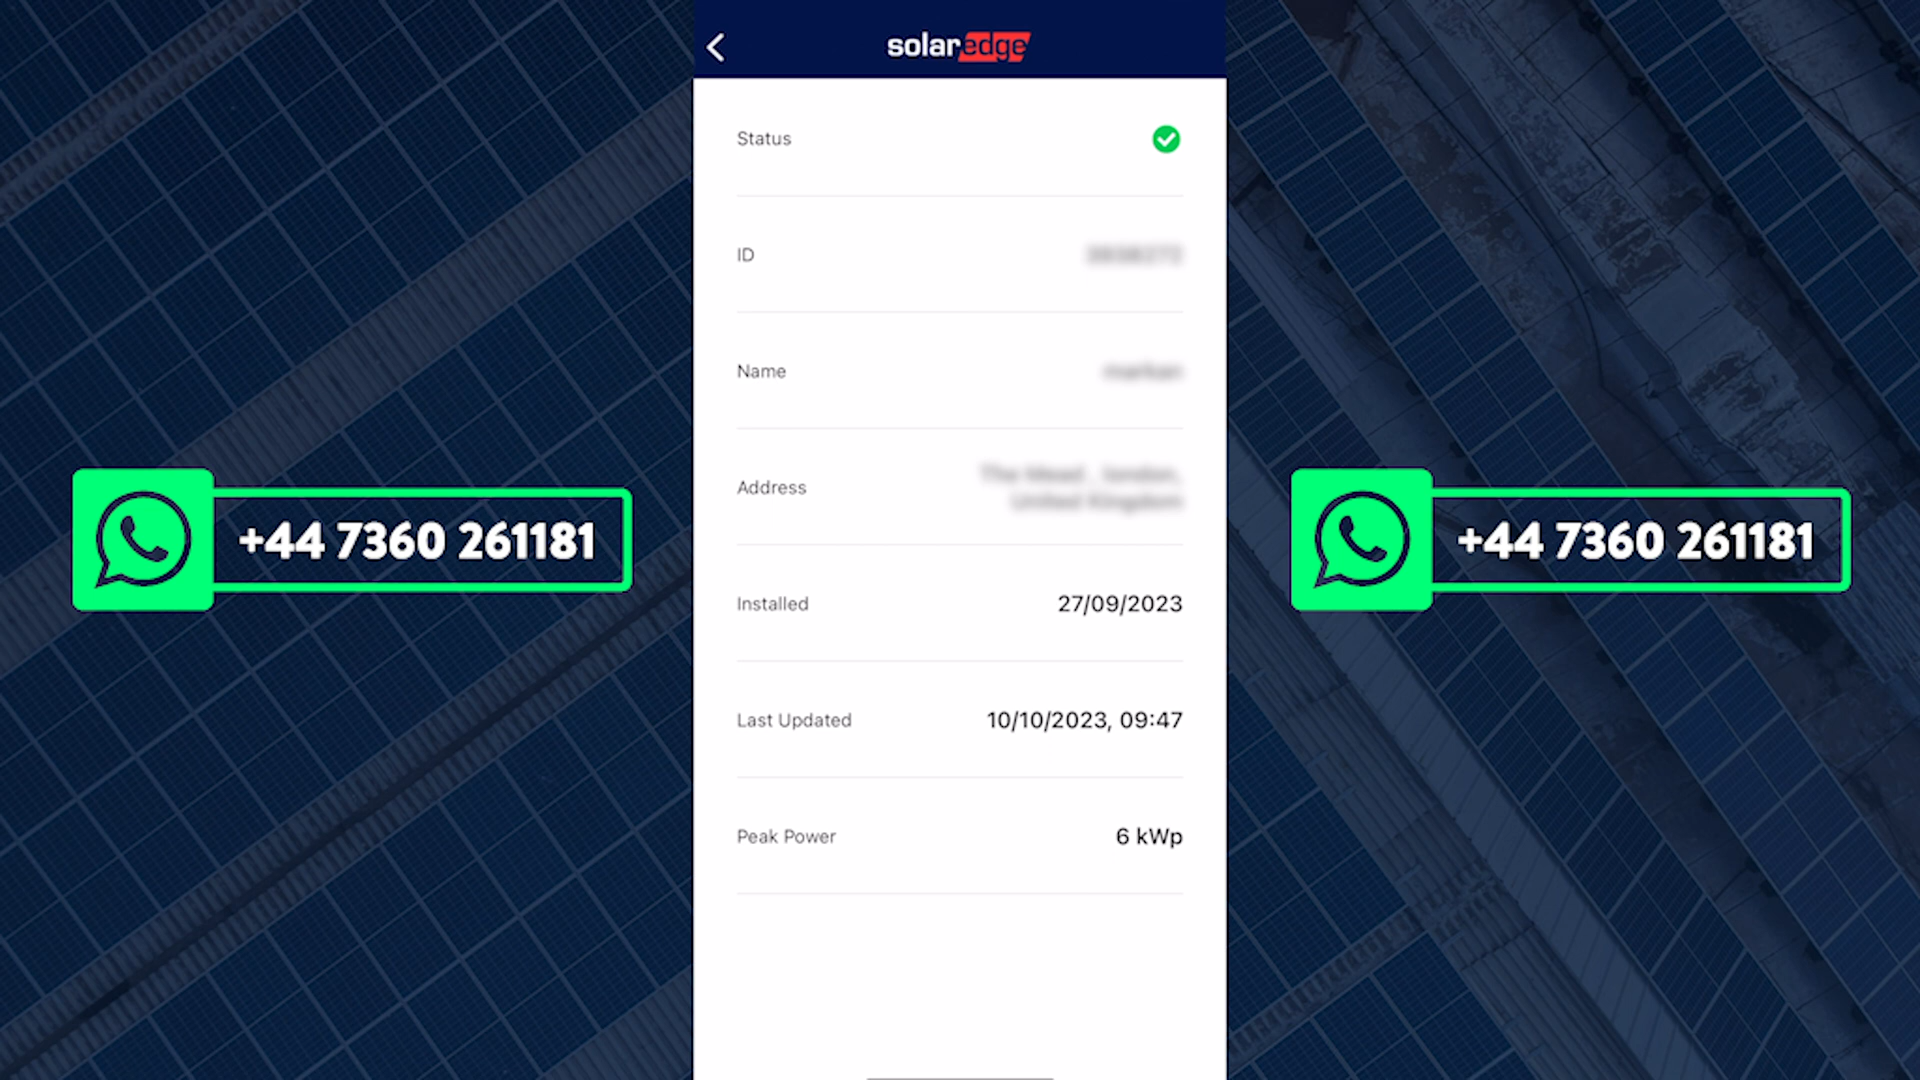 solaredge
Status
ID
Name
Address
Installed 27/09/2023
Last Updated 10/10/2023, 09:47
Peak Power 6 kWp
+44 7360 261181
+44 7360 261181